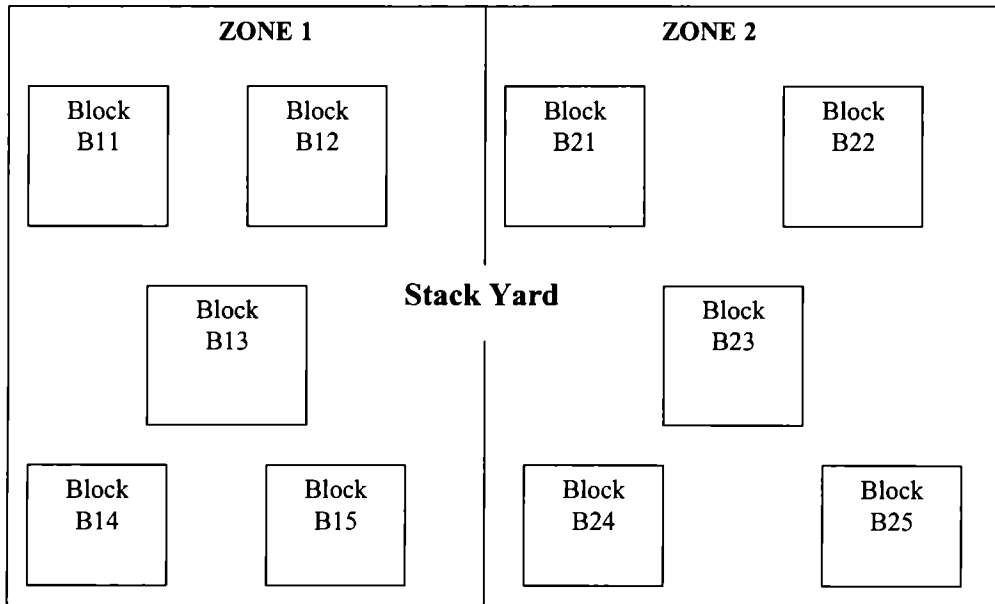 ZONE 1
ZONE 2
Block
B11
Block
B12
Block
B21
Block
B22
Stack Yard
Block
B13
Block
B23
Block
B14
Block
B15
Block
B24
Block
B25